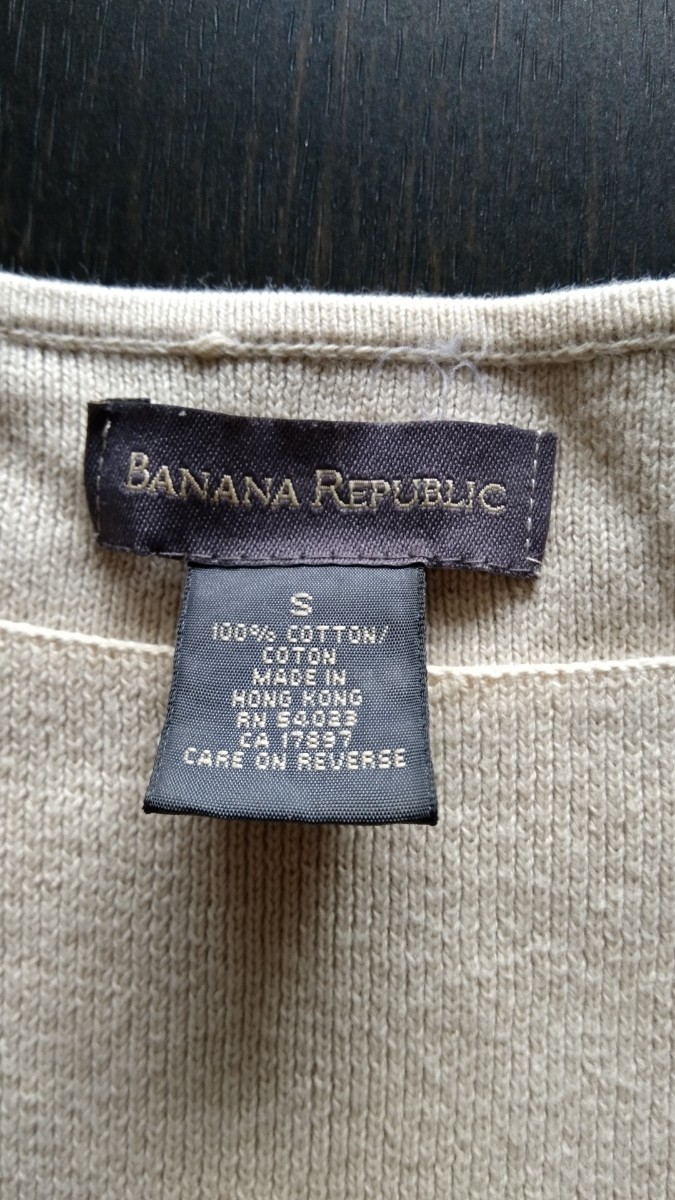 BANANA REPUBLIC
S
100% COTTON/
COTON
MADE IN
HONG KONG
RN 54023
CA 17897
CARE ON REVERSE